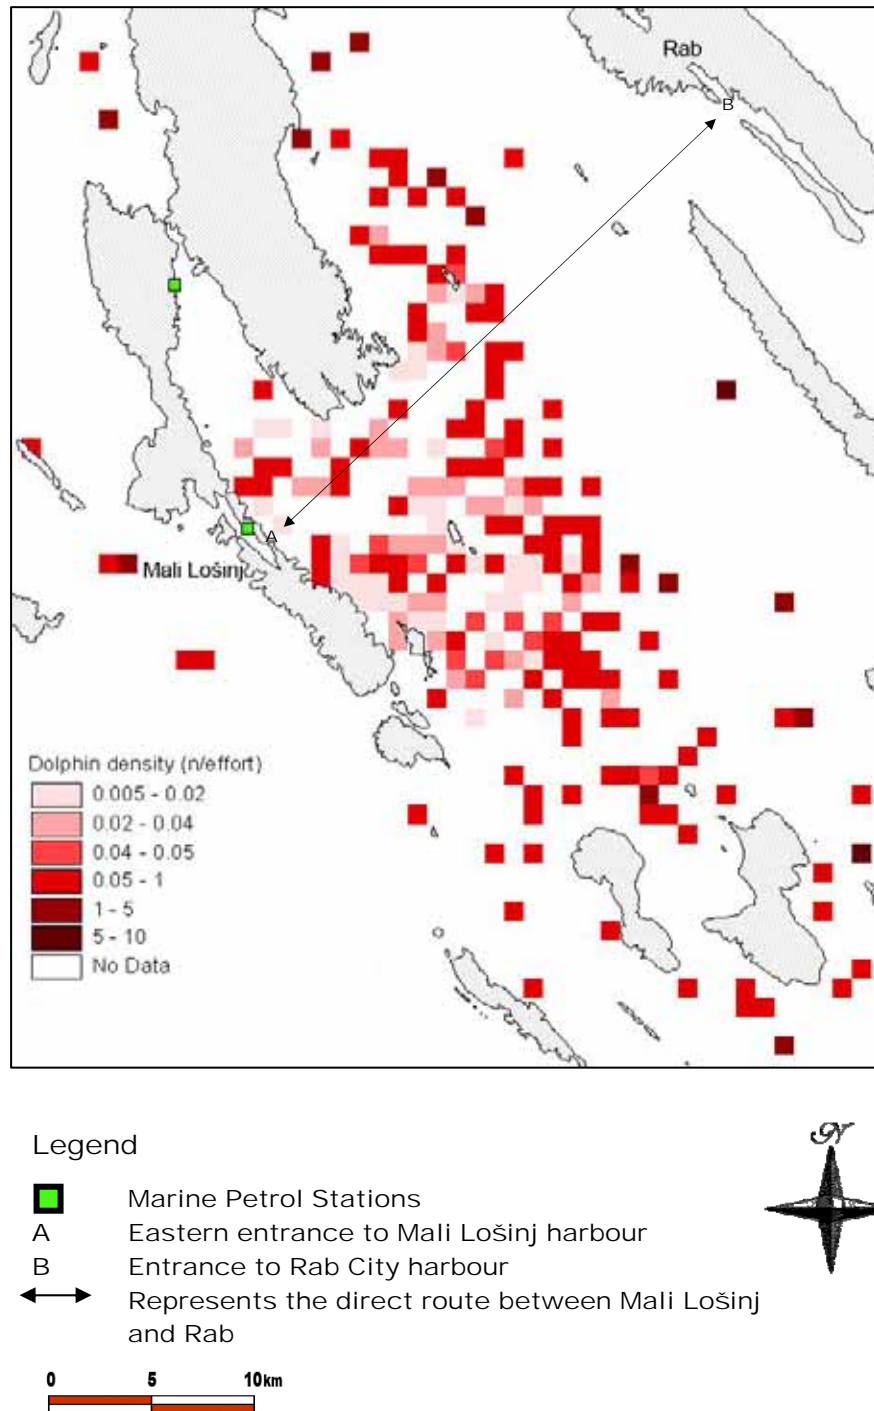 Rab
B
A
Mali Lošinj
Dolphin density (n/effort)
0.005 - 0.02
0.02 - 0.04
0.04 - 0.05
0.05 - 1
1 - 5
5 - 10
No Data
Legend
N
Marine Petrol Stations
A Eastern entrance to Mali Lošinj harbour
B Entrance to Rab City harbour
Represents the direct route between Mali Lošinj
and Rab
0 5 10km